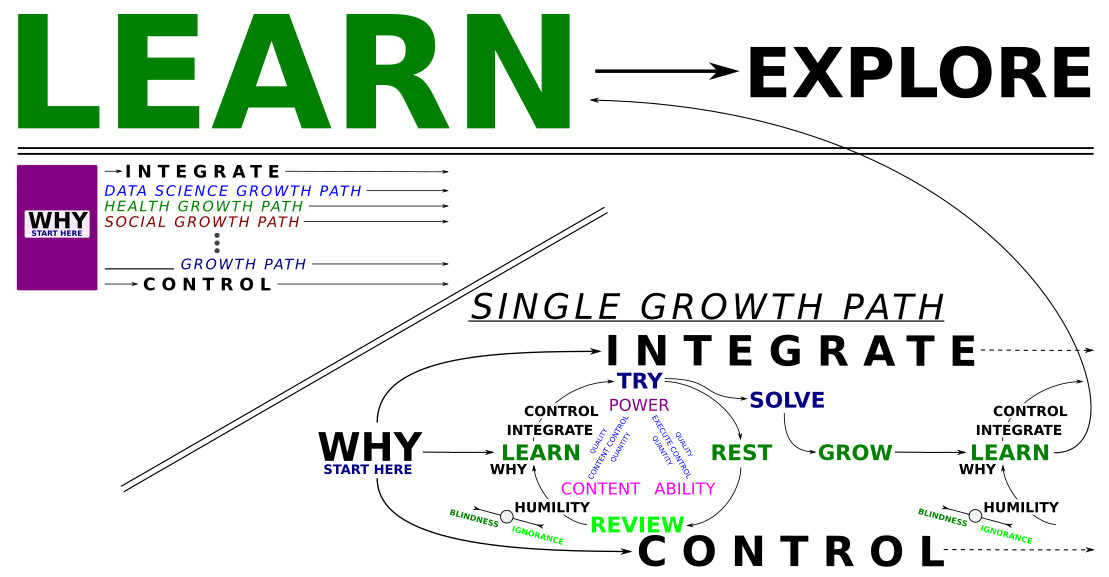 LEARN
EXPLORE
INTEGRATE
DATA SCIENCE GROWTH PATH
HEALTH GROWTH PATH
WHY
START HERE
SOCIAL GROWTH PATH
GROWTH PATH
CONTROL
SINGLE GROWTH PATH
INTEGRATE
TRY
POWER
SOLVE
CONTROL
INTEGRATE
WHY
START HERE
LEARN
WHY
QUALITY
CONTENT CONTROL
QUANTITY
QUALITY
EXECUTE CONTROL
QUANTITY
REST
GROW
CONTROL
INTEGRATE
LEARN
WHY
CONTENT ABILITY
HUMILITY
BLINDNESS
IGNORANCE
REVIEW
HUMILITY
BLINDNESS
IGNORANCE
CONTROL